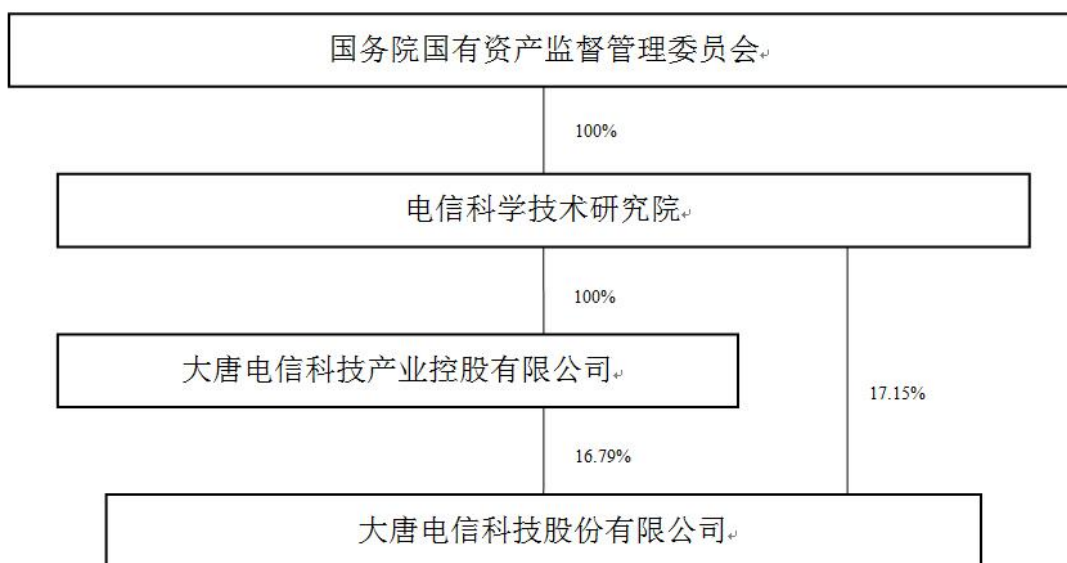 国务院国有资产监督管理委员会
100%
电信科学技术研究院
100%
大唐电信科技产业控股有限公司
17.15%
16.79%
大唐电信科技股份有限公司